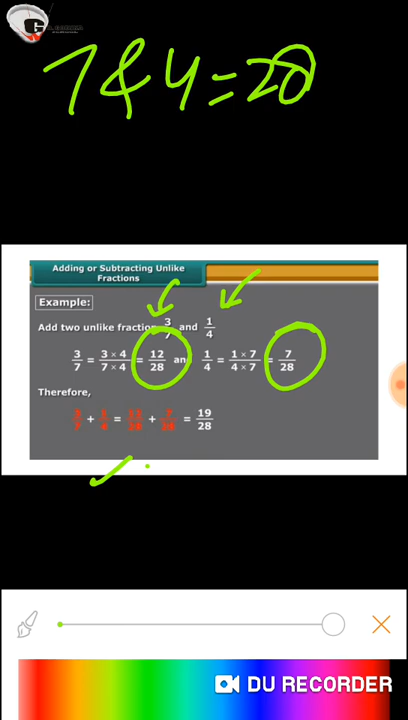 7 & 4 = 28
Adding or Subtracting Unlike
Fractions
Example:
Add two unlike fraction 3/7 and 1/4
3/7 = 3 × 4/7 × 4 = 12/28 and 1/4 = 1 × 7/4 × 7 = 7/28
Therefore,
3/7 + 1/4 = 12/28 + 7/28 = 19/28
DU RECORDER